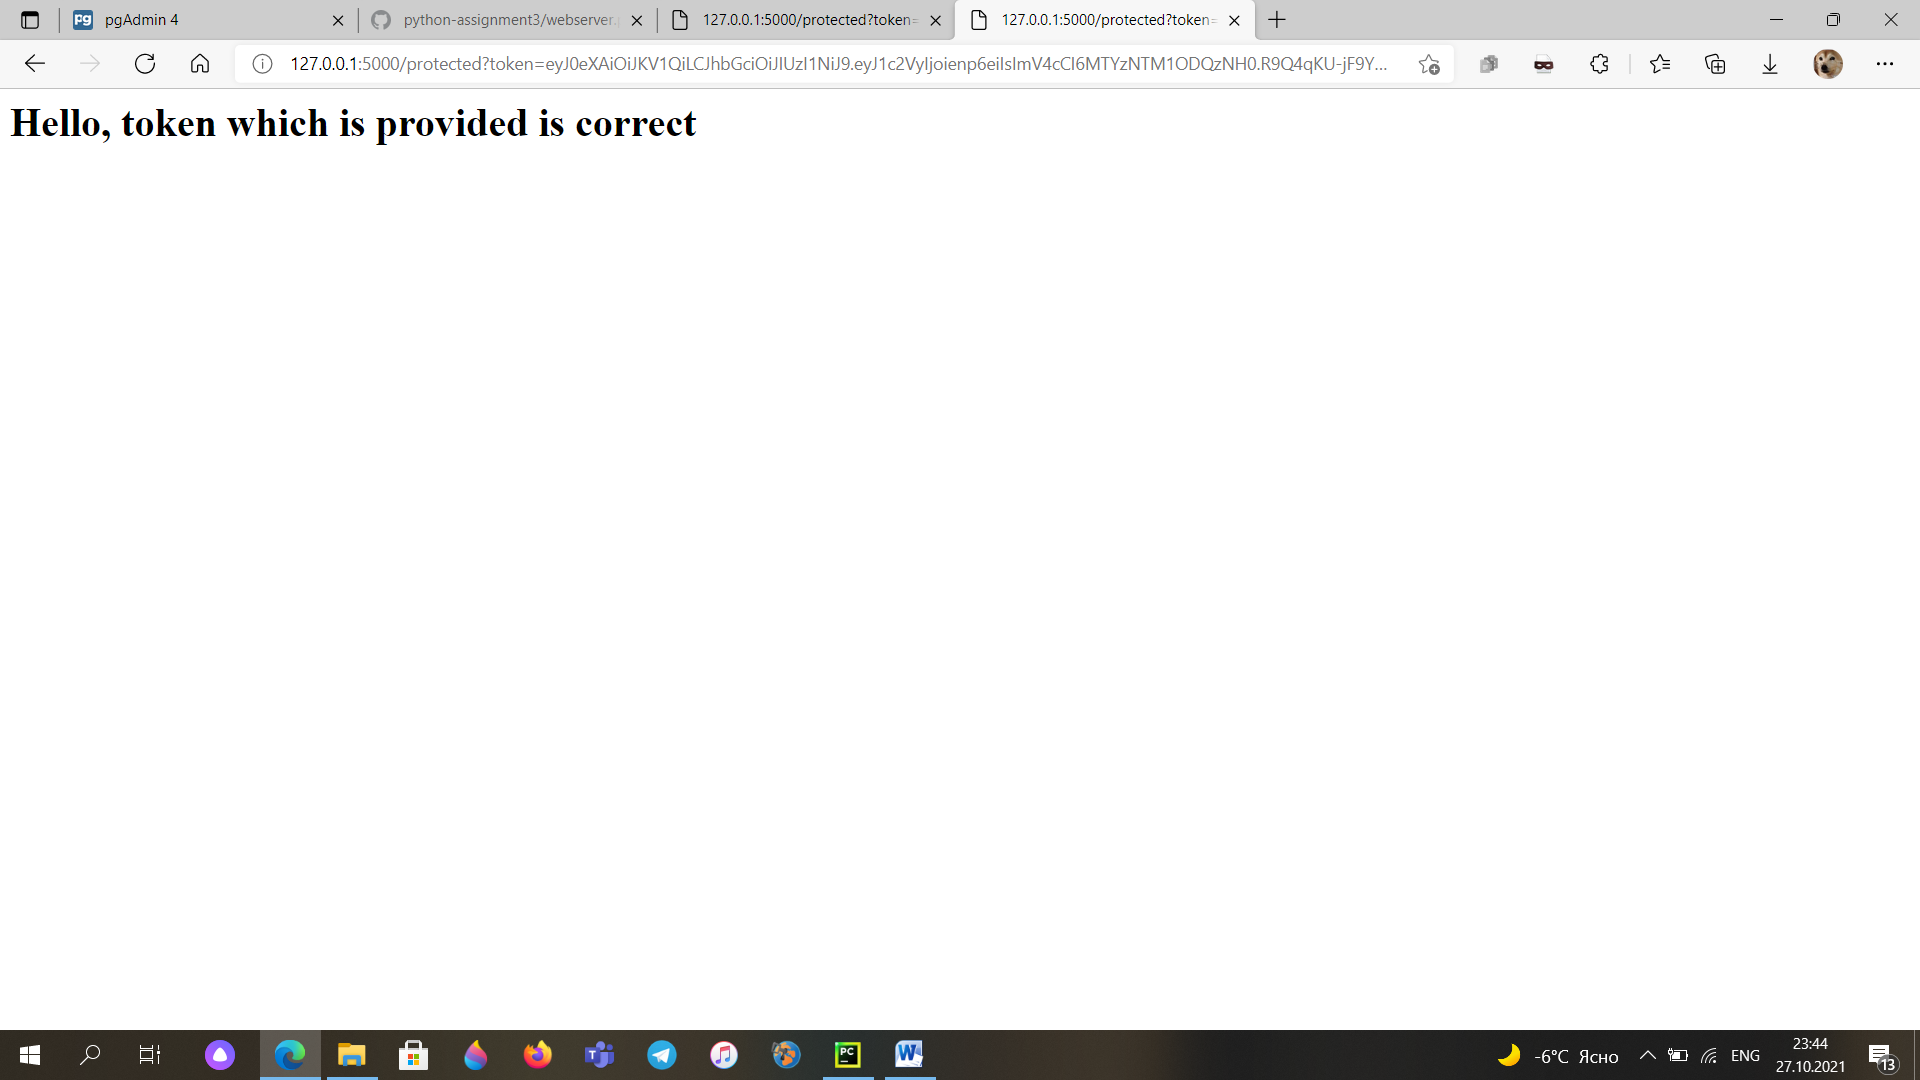 pgAdmin 4
python-assignment3/webserver.
127.0.0.1:5000/protected?token=
127.0.0.1:5000/protected?token=
127.0.0.1:5000/protected?token=eyJ0eXAiOiJKV1QiLCJhbGciOiJIUzI1NiJ9.eyJ1c2VyIjoienp6eiIsImV4cCI6MTYzNTM1ODQzNH0.R9Q4qKU-jF9Y...
Hello, token which is provided is correct
-6°C Ясно
ENG
23:44
27.10.2021
13